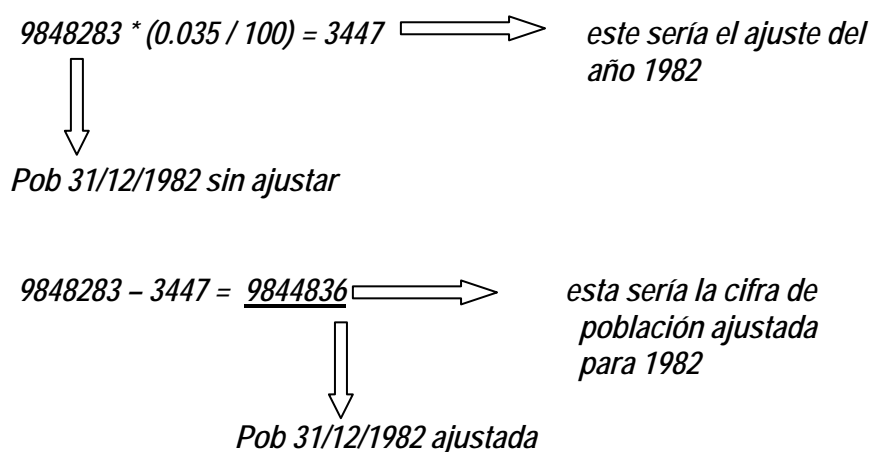 9848283 * (0.035 / 100) = 3447
este sería el ajuste del
año 1982
Pob 31/12/1982 sin ajustar
9848283 – 3447 = 9844836
esta sería la cifra de
población ajustada
para 1982
Pob 31/12/1982 ajustada